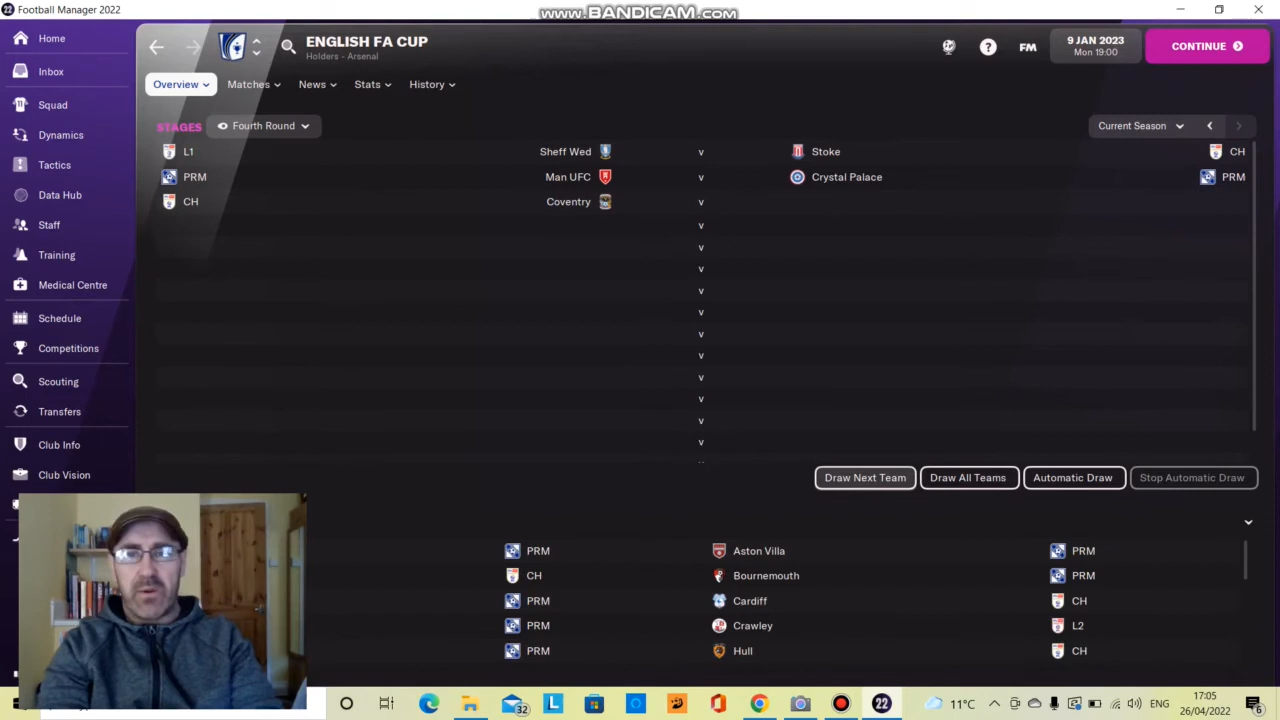 Football Manager 2022
www.BANDICAM.com
Home
Inbox
Squad
Dynamics
Tactics
Data Hub
Staff
Training
Medical Centre
Schedule
Competitions
Scouting
Transfers
Club Info
Club Vision
ENGLISH FA CUP
Holders - Arsenal
FM
9 JAN 2023
Mon 19:00
CONTINUE
Overview
Matches
News
Stats
History
STAGES
Fourth Round
Current Season
L1 Sheff Wed v Stoke CH
PRM Man UFC v Crystal Palace PRM
CH Coventry v
v
v
v
v
v
v
v
v
v
v
v
Draw Next Team
Draw All Teams
Automatic Draw
Stop Automatic Draw
PRM Aston Villa PRM
CH Bournemouth PRM
PRM Cardiff CH
PRM Crawley L2
PRM Hull CH
32
22
11°C
ENG
17:05
26/04/2022
6